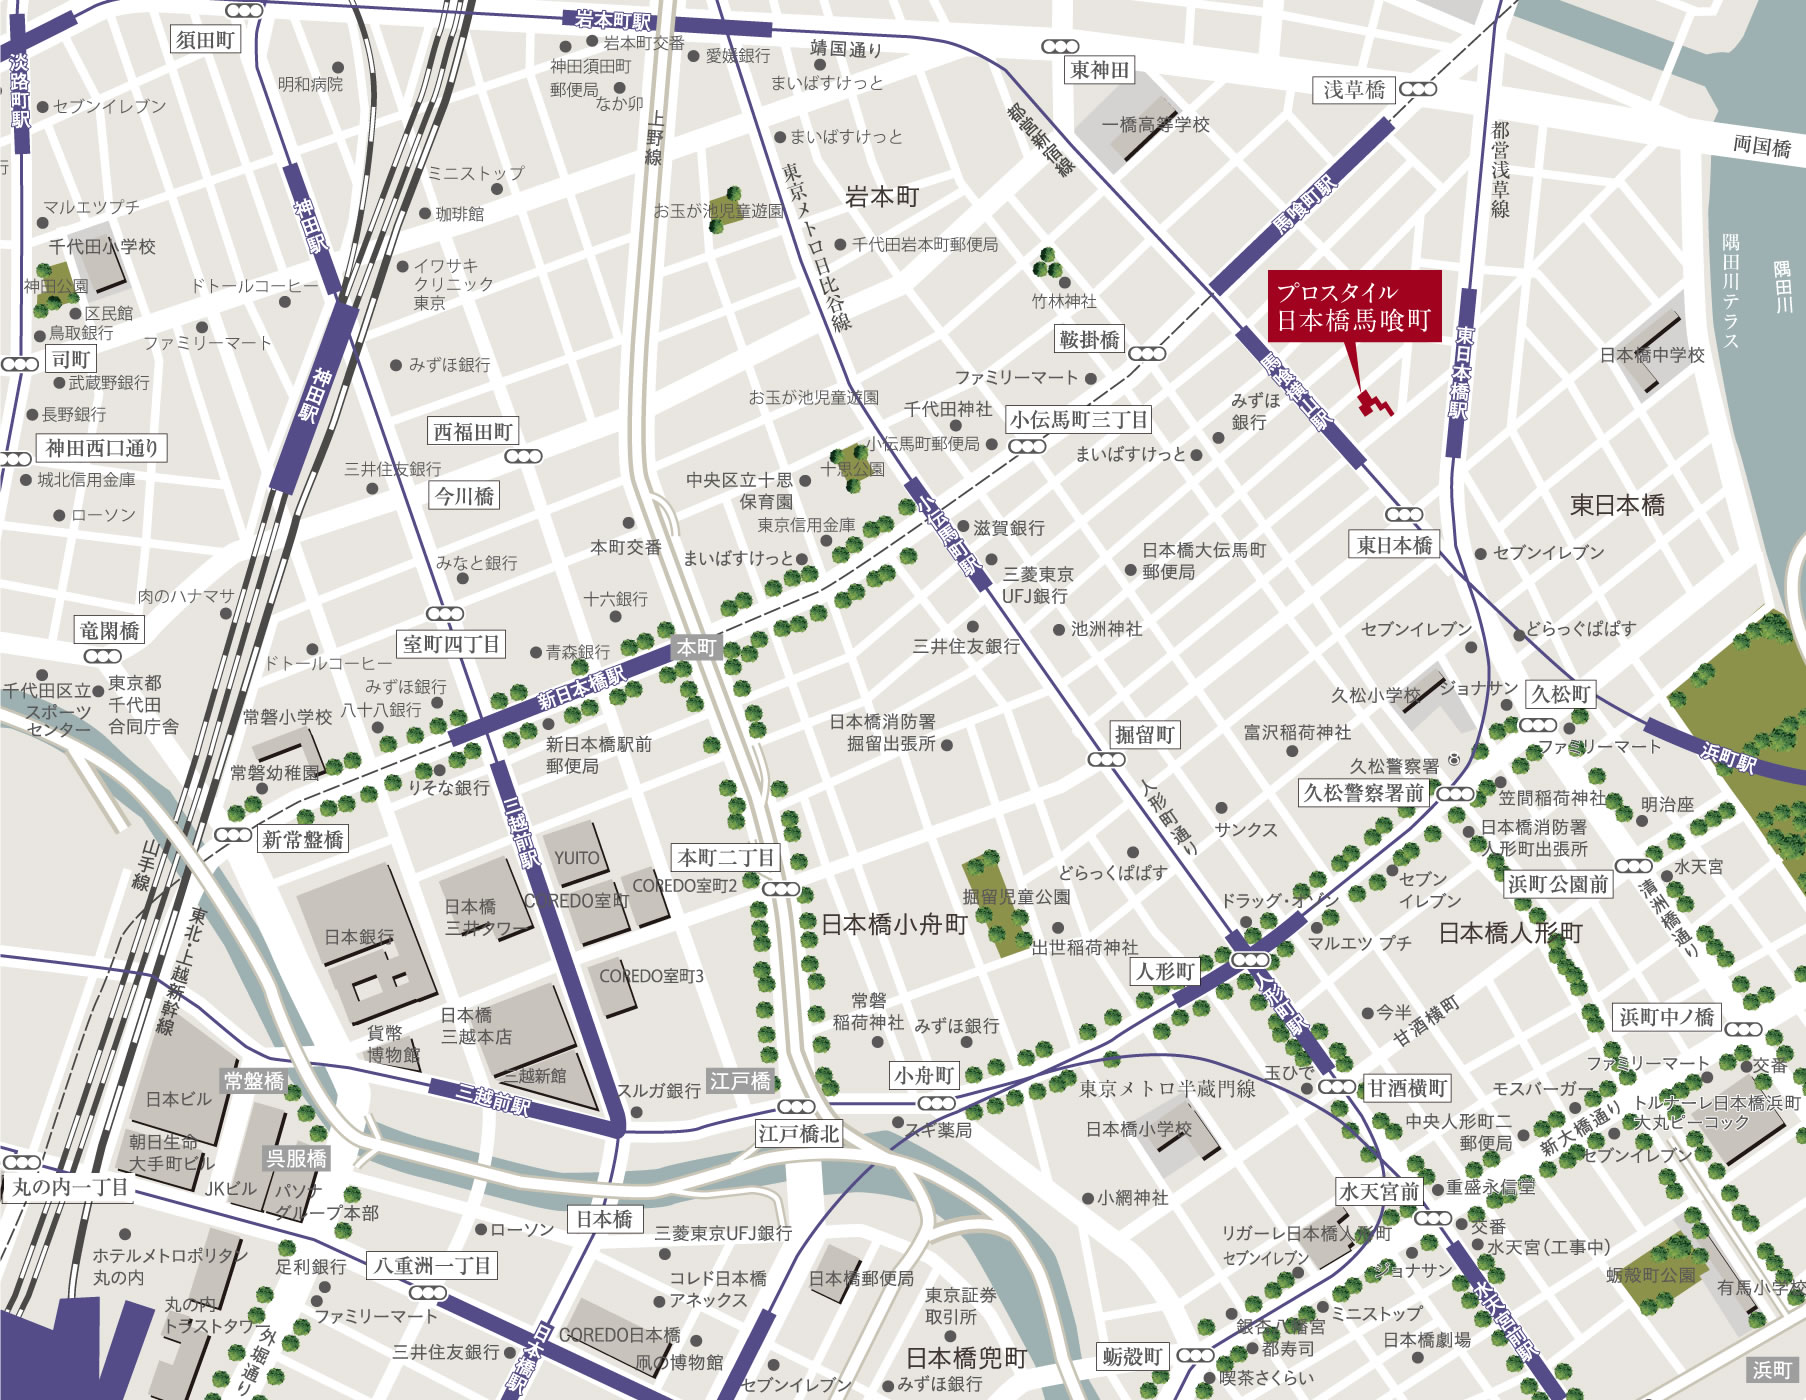 須田町
岩本町駅
岩本町交番
神田須田町
郵便局
なか卯
愛媛銀行
靖国通り
まいばすけっと
東神田
浅草橋
両国橋
淡路町駅
セブンイレブン
明和病院
上野線
まいばすけっと
都営新宿線
一橋高等学校
都営浅草線
馬喰町駅
マルエツプチ
千代田小学校
神田公園
区民館
鳥取銀行
司町
武蔵野銀行
長野銀行
神田西口通り
城北信用金庫
ローソン
神田駅
ミニストップ
珈琲館
イワサキ
クリニック
東京
ドトールコーヒー
ファミリーマート
神田駅
みずほ銀行
お玉が池児童遊園
東京メトロ日比谷線
岩本町
千代田岩本町郵便局
竹林神社
鞍掛橋
プロスタイル
日本橋馬喰町
隅田川テラス
隅田川
日本橋中学校
東日本橋駅
馬喰横山駅
ファミリーマート
お玉が池児童遊園
千代田神社
小伝馬町三丁目
小伝馬町郵便局
みずほ
銀行
まいばすけっと
西福田町
三井住友銀行
今川橋
中央区立十思
保育園
十思公園
東京信用金庫
まいばすけっと
本町交番
みなと銀行
十六銀行
小伝馬町駅
滋賀銀行
三菱東京
UFJ銀行
日本橋大伝馬町
郵便局
東日本橋
東日本橋
セブンイレブン
肉のハナマサ
竜閑橋
室町四丁目
青森銀行
本町
三井住友銀行
池洲神社
セブンイレブン
どらっぐぱぱす
千代田区立
スポーツ
センター
東京都
千代田
合同庁舎
ドトールコーヒー
みずほ銀行
八十八銀行
常磐小学校
常磐幼稚園
新日本橋駅
新日本橋駅前
郵便局
りそな銀行
新常盤橋
日本橋消防署
堀留出張所
掘留町
久松小学校
ジョナサン
久松町
富沢稲荷神社
ファミリーマート
浜町駅
久松警察署
久松警察署前
笠間稲荷神社
明治座
日本橋消防署
人形町出張所
浜町公園前
水天宮
清洲橋通り
山手線
東北・上越新幹線
三越前駅
YUITO
COREDO室町
COREDO室町2
COREDO室町3
本町二丁目
日本橋
三井タワー
日本銀行
日本橋
三越本店
貨幣
博物館
三越新館
人形町通り
サンクス
どらっくぱぱす
日本橋小舟町
掘留児童公園
出世稲荷神社
ドラッグ・オゾン
セブン
イレブン
マルエツ プチ
日本橋人形町
人形町
人形町駅
今半
甘酒横町
浜町中ノ橋
常磐
稲荷神社
みずほ銀行
小舟町
東京メトロ半蔵門線
玉ひで
甘酒横町
ファミリーマート
交番
モスバーガー
トルナーレ日本橋浜町
大丸ピーコック
中央人形町二
郵便局
新大橋通り
セブンイレブン
常盤橋
日本ビル
三越前駅
スルガ銀行
江戸橋
江戸橋北
スギ薬局
日本橋小学校
朝日生命
大手町ビル
呉服橋
JKビル
パソナ
グループ本部
丸の内一丁目
日本橋
小網神社
水天宮前
重盛永信堂
交番
水天宮(工事中)
リガーレ日本橋人形町
セブンイレブン
ジョナサン
蛎殻町公園
有馬小学校
ホテルメトロポリタン
丸の内
足利銀行
ファミリーマート
八重洲一丁目
ローソン
三菱東京UFJ銀行
コレド日本橋
アネックス
日本橋郵便局
東京証券
取引所
丸の内
トラストタワー
外堀通り
三井住友銀行
日本橋駅
COREDO日本橋
凧の博物館
セブンイレブン
日本橋兜町
みずほ銀行
蛎殻町
銀杏八幡宮
都寿司
喫茶さくらい
ミニストップ
日本橋劇場
水天宮前駅
浜町